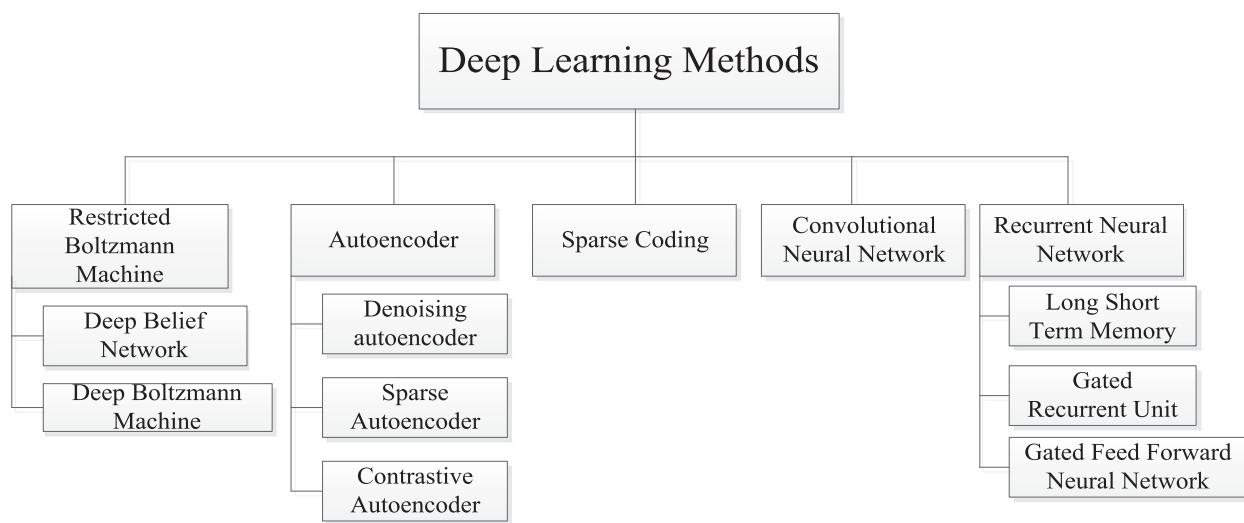 Deep Learning Methods
Restricted
Boltzmann
Machine
Deep Belief
Network
Deep Boltzmann
Machine
Autoencoder
Denoising
autoencoder
Sparse
Autoencoder
Contrastive
Autoencoder
Sparse Coding
Convolutional
Neural Network
Recurrent Neural
Network
Long Short
Term Memory
Gated
Recurrent Unit
Gated Feed Forward
Neural Network